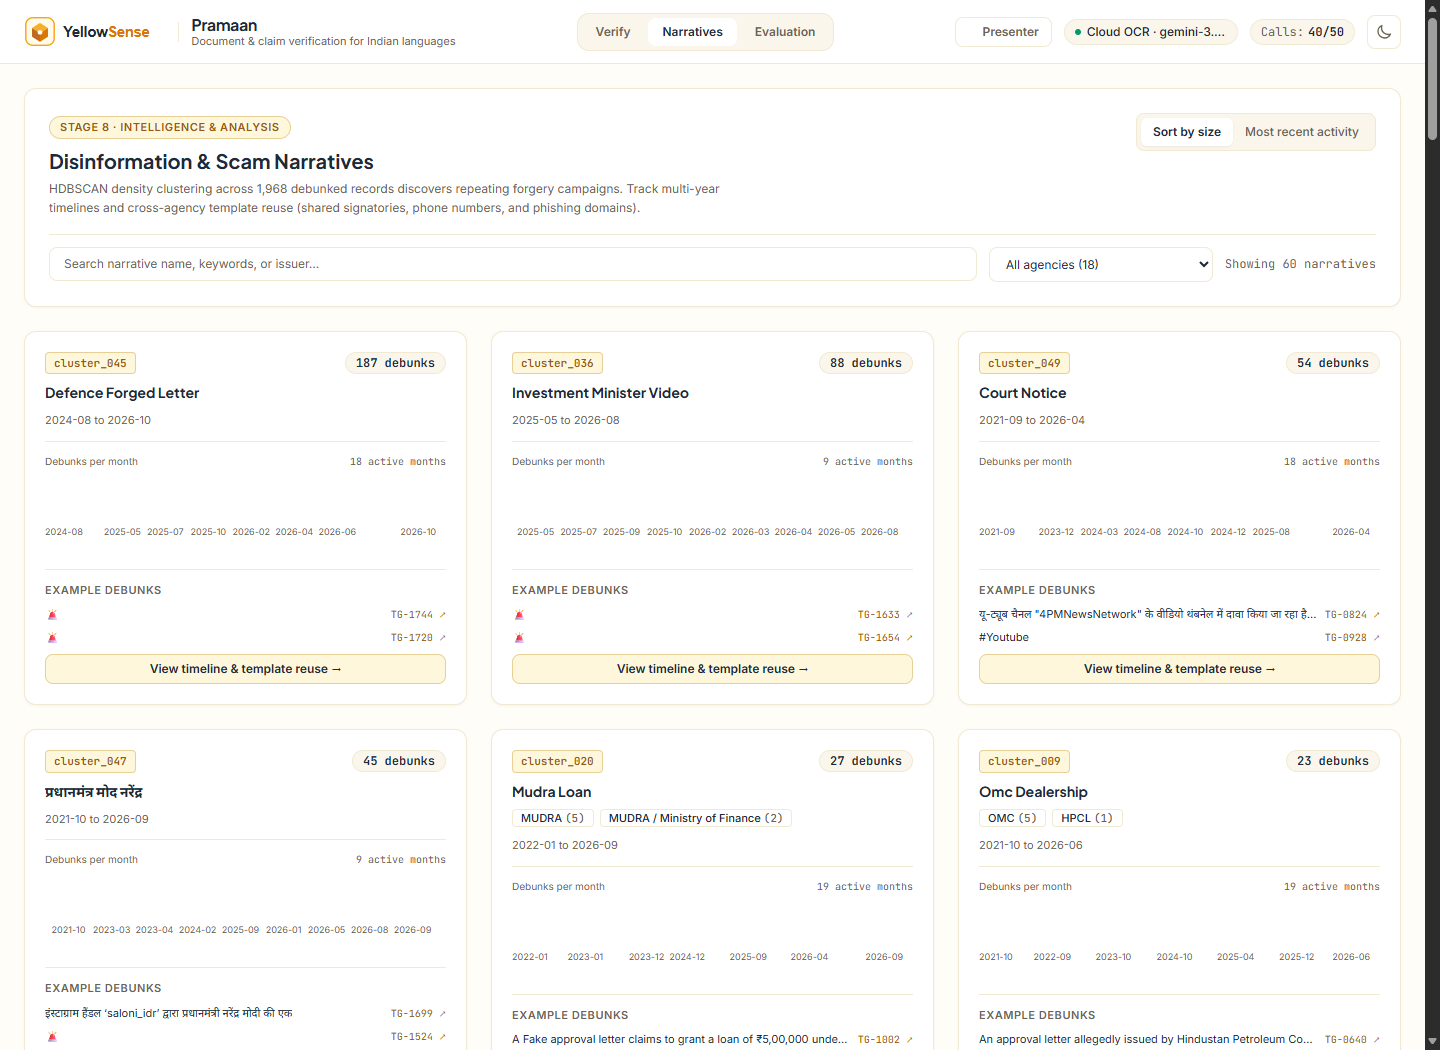 YellowSense
Pramaan
Document & claim verification for Indian languages
Verify
Narratives
Evaluation
Presenter
Cloud OCR · gemini-3....
Calls: 40/50
STAGE 8 · INTELLIGENCE & ANALYSIS
Sort by size
Most recent activity
Disinformation & Scam Narratives
HDBSCAN density clustering across 1,968 debunked records discovers repeating forgery campaigns. Track multi-year
timelines and cross-agency template reuse (shared signatories, phone numbers, and phishing domains).
Search narrative name, keywords, or issuer...
All agencies (18)
Showing 60 narratives
cluster_045
187 debunks
Defence Forged Letter
2024-08 to 2026-10
Debunks per month
18 active months
2024-08 2025-05 2025-07 2025-10 2026-02 2026-04 2026-06 2026-10
EXAMPLE DEBUNKS
🚨 TG-1744 ↗
🚨 TG-1720 ↗
View timeline & template reuse →
cluster_036
88 debunks
Investment Minister Video
2025-05 to 2026-08
Debunks per month
9 active months
2025-05 2025-07 2025-09 2025-10 2026-02 2026-03 2026-04 2026-05 2026-08
EXAMPLE DEBUNKS
🚨 TG-1633 ↗
🚨 TG-1654 ↗
View timeline & template reuse →
cluster_049
54 debunks
Court Notice
2021-09 to 2026-04
Debunks per month
18 active months
2021-09 2023-12 2024-03 2024-08 2024-10 2024-12 2025-08 2026-04
EXAMPLE DEBUNKS
यू-ट्यूब चैनल "4PMNewsNetwork" के वीडियो थंबनेल में दावा किया जा रहा है... TG-0824 ↗
#Youtube TG-0928 ↗
View timeline & template reuse →
cluster_047
45 debunks
प्रधानमंत्र मोद नरेंद्र
2021-10 to 2026-09
Debunks per month
9 active months
2021-10 2023-03 2023-04 2024-02 2025-09 2026-01 2026-05 2026-08 2026-09
EXAMPLE DEBUNKS
इंस्टाग्राम हैंडल ‘saloni_idr’ द्वारा प्रधानमंत्री नरेंद्र मोदी की एक TG-1699 ↗
🚨 TG-1524 ↗
cluster_020
27 debunks
Mudra Loan
MUDRA (5)
MUDRA / Ministry of Finance (2)
2022-01 to 2026-09
Debunks per month
19 active months
2022-01 2023-01 2023-12 2024-12 2025-09 2026-04 2026-09
EXAMPLE DEBUNKS
A Fake approval letter claims to grant a loan of ₹5,00,000 unde... TG-1002 ↗
cluster_009
23 debunks
Omc Dealership
OMC (5)
HPCL (1)
2021-10 to 2026-06
Debunks per month
19 active months
2021-10 2022-09 2023-10 2024-10 2025-04 2025-12 2026-06
EXAMPLE DEBUNKS
An approval letter allegedly issued by Hindustan Petroleum Co... TG-0640 ↗